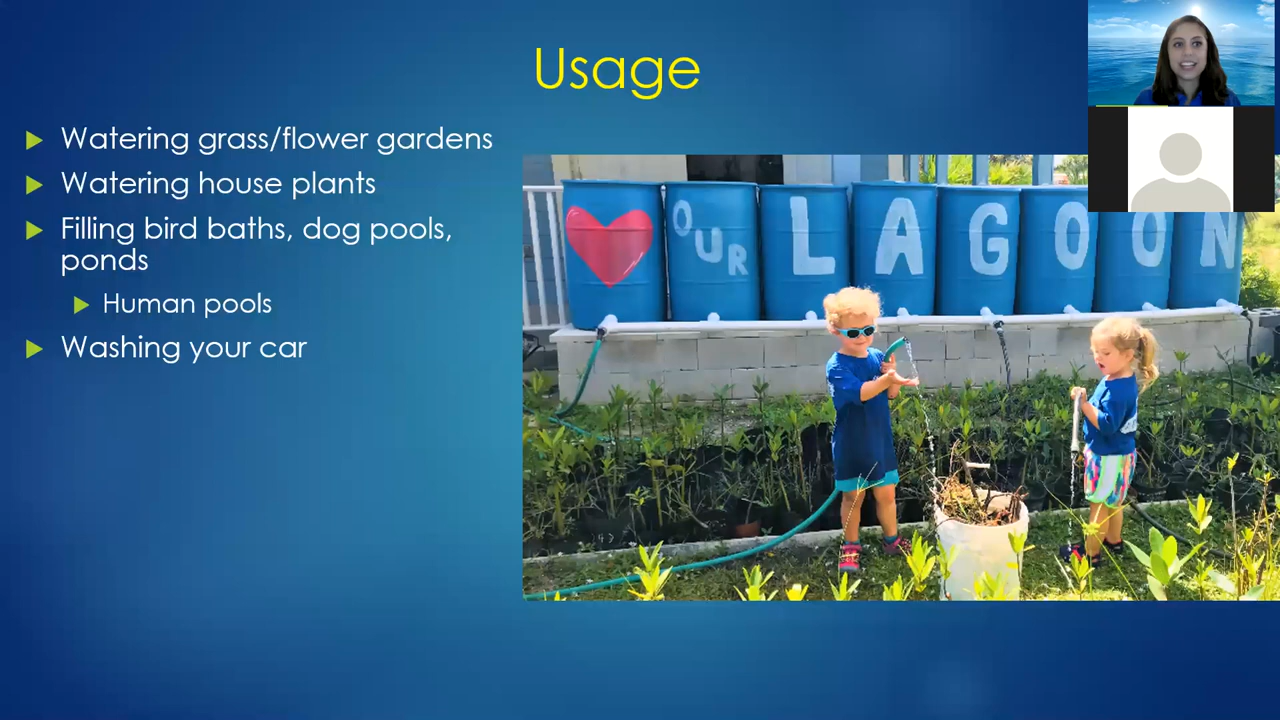 Usage
Watering grass/flower gardens
Watering house plants
Filling bird baths, dog pools,
ponds
Human pools
Washing your car
OUR LAGOON